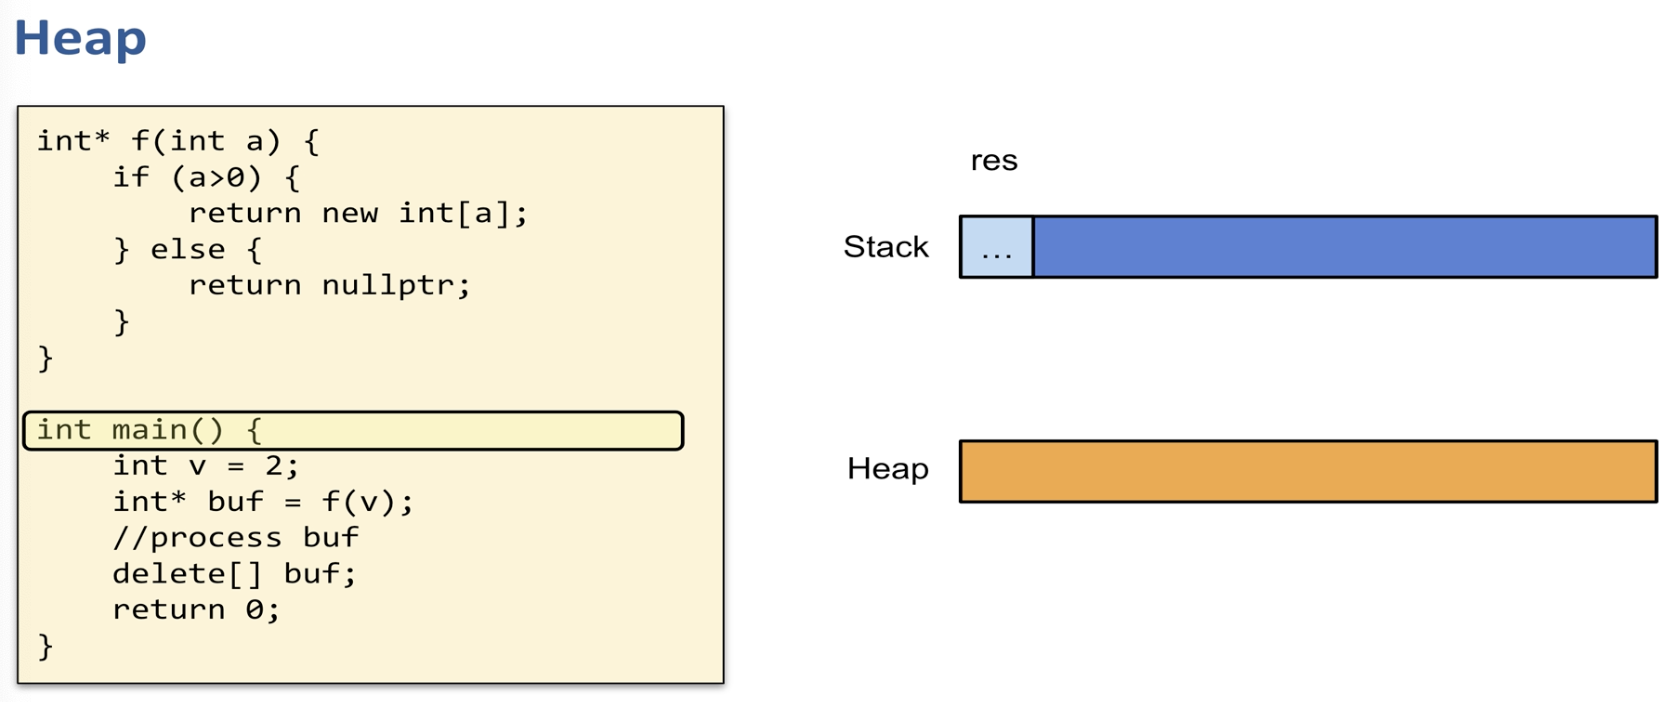 Heap
int* f(int a) {
    if (a>0) {
        return new int[a];
    } else {
        return nullptr;
    }
}
int main() {
    int v = 2;
    int* buf = f(v);
    //process buf
    delete[] buf;
    return 0;
}
res
Stack
...
Heap